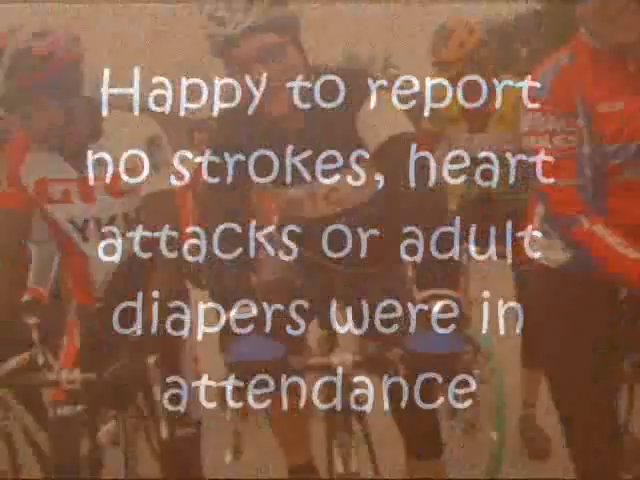 Happy to report
no strokes, heart
attacks or adult
diapers were in
attendance